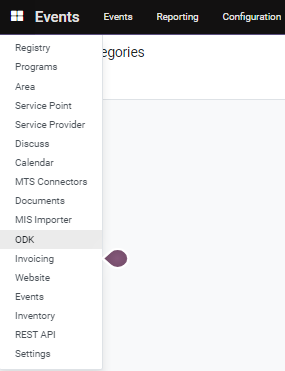 Events Events Reporting Configuration
egories
Registry
Programs
Area
Service Point
Service Provider
Discuss
Calendar
MTS Connectors
Documents
MIS Importer
ODK
Invoicing
Website
Events
Inventory
REST API
Settings